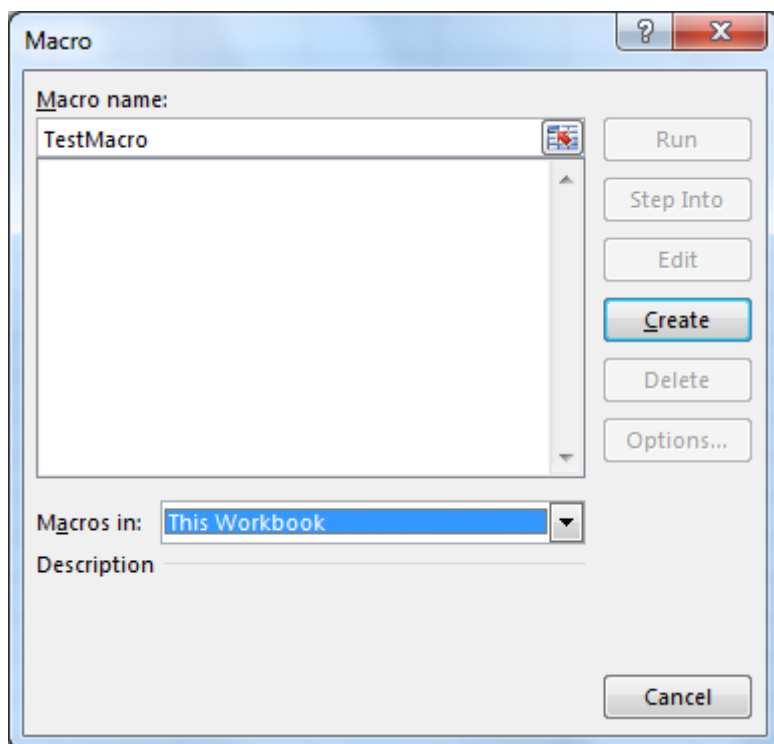 Macro
Macro name:
TestMacro
Run
Step Into
Edit
Create
Delete
Options...
Macros in:
This Workbook
Description
Cancel